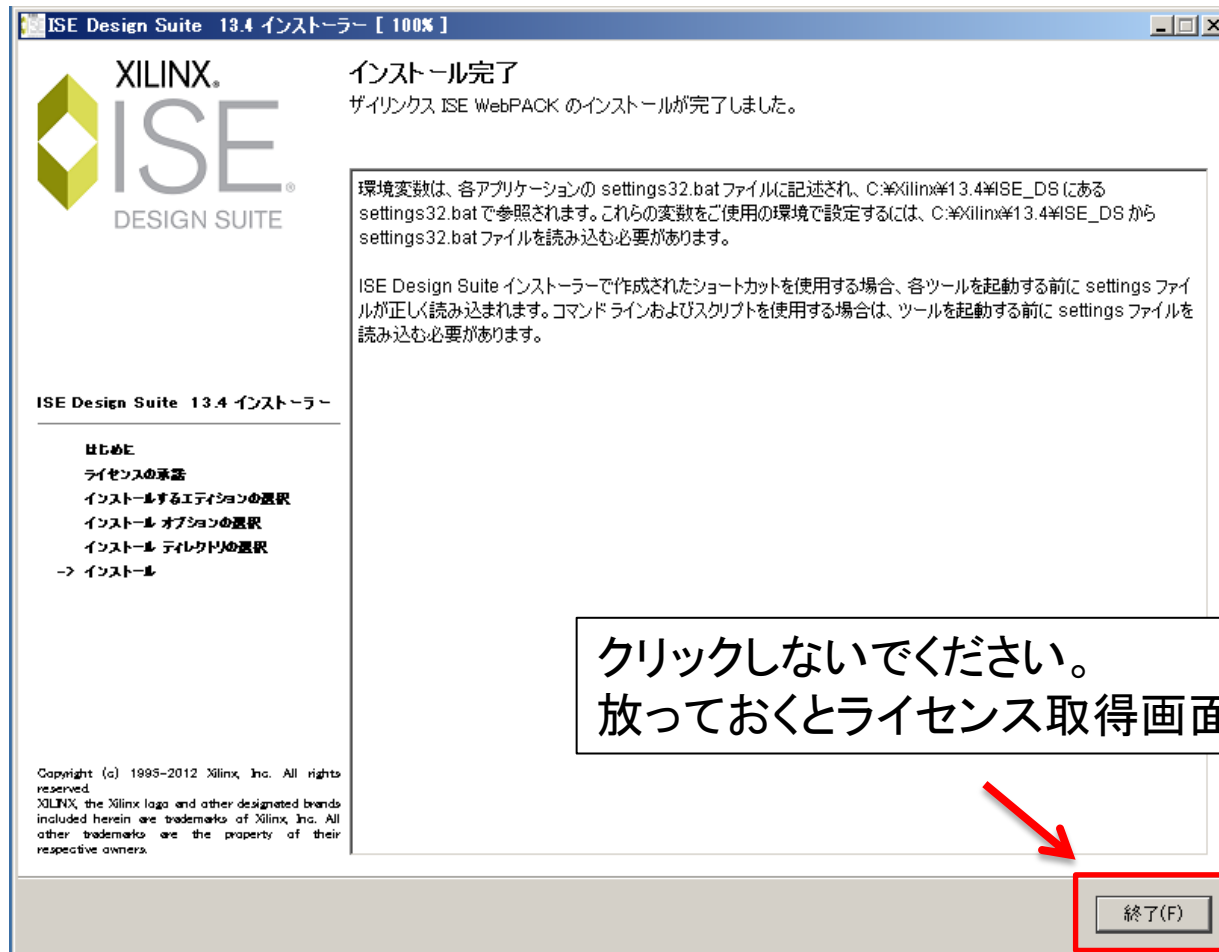 ISE Design Suite 13.4 インストーラー [ 100% ]
XILINX®
ISE®
DESIGN SUITE
インストール完了
ザイリンクス ISE WebPACK のインストールが完了しました。
環境変数は、各アプリケーションの settings32.bat ファイルに記述され、C:¥Xilinx¥13.4¥ISE_DS にある
settings32.bat で参照されます。これらの変数をご使用の環境で設定するには、C:¥Xilinx¥13.4¥ISE_DS から
settings32.bat ファイルを読み込む必要があります。
ISE Design Suite インストーラーで作成されたショートカットを使用する場合、各ツールを起動する前に settings ファイ
ルが正しく読み込まれます。コマンド ラインおよびスクリプトを使用する場合は、ツールを起動する前に settings ファイルを
読み込む必要があります。
ISE Design Suite 13.4 インストーラー
はじめに
ライセンスの承諾
インストールするエディションの選択
インストール オプションの選択
インストール ディレクトリの選択
-> インストール
クリックしないでください。
放っておくとライセンス取得画面
Copyright (c) 1995-2012 Xilinx, Inc. All rights
reserved.
XILINX, the Xilinx logo and other designated brands
included herein are trademarks of Xilinx, Inc. All
other trademarks are the property of their
respective owners.
終了(F)